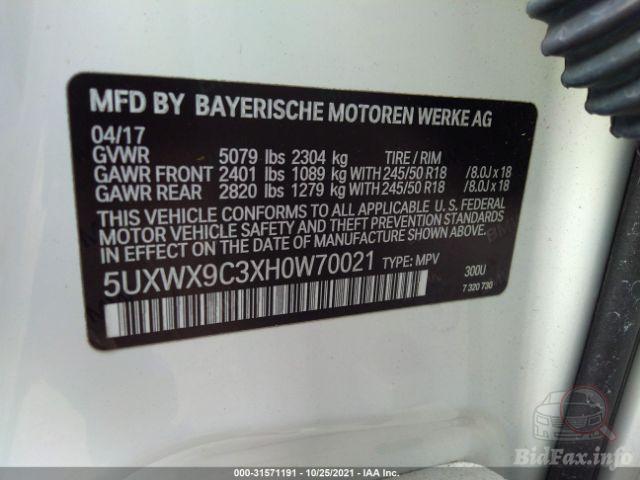 MFD BY BAYERISCHE MOTOREN WERKE AG
04/17
GVWR 5079 lbs 2304 kg TIRE / RIM
GAWR FRONT 2401 lbs 1089 kg WITH 245/50 R18 /8.0J x 18
GAWR REAR 2820 lbs 1279 kg WITH 245/50 R18 /8.0J x 18
THIS VEHICLE CONFORMS TO ALL APPLICABLE U. S. FEDERAL
MOTOR VEHICLE SAFETY AND THEFT PREVENTION STANDARDS
IN EFFECT ON THE DATE OF MANUFACTURE SHOWN ABOVE.
5UXWX9C3XH0W70021 TYPE: MPV 300U
7 320 730
BidFax.info
000-31571191 - 10/25/2021 - IAA Inc.